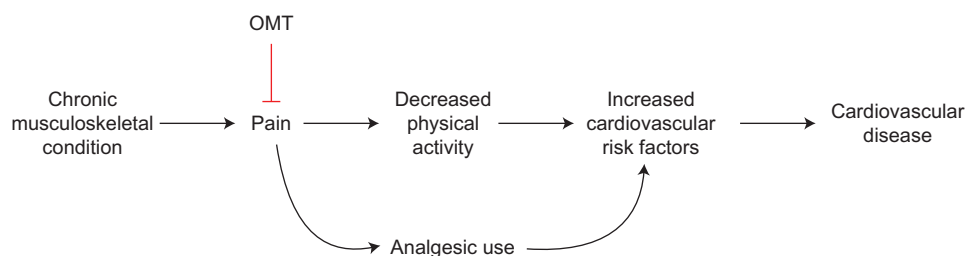 OMT
Chronic
musculoskeletal
condition
Pain
Decreased
physical
activity
Increased
cardiovascular
risk factors
Cardiovascular
disease
Analgesic use